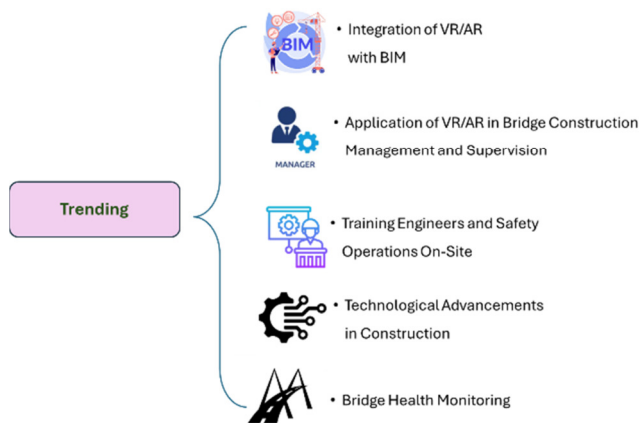 Trending
BIM
• Integration of VR/AR
with BIM
MANAGER
• Application of VR/AR in Bridge Construction
Management and Supervision
• Training Engineers and Safety
Operations On-Site
• Technological Advancements
in Construction
• Bridge Health Monitoring